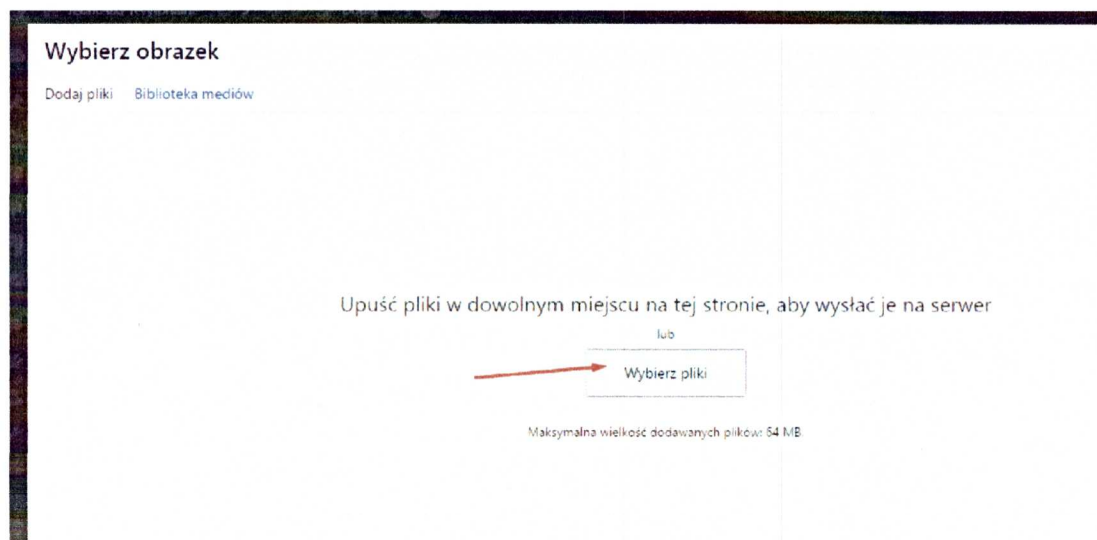 Wybierz obrazek
Dodaj pliki Biblioteka mediów
Upuść pliki w dowolnym miejscu na tej stronie, aby wysłać je na serwer
lub
Wybierz pliki
Maksymalna wielkość dodawanych plików: 64 MB.